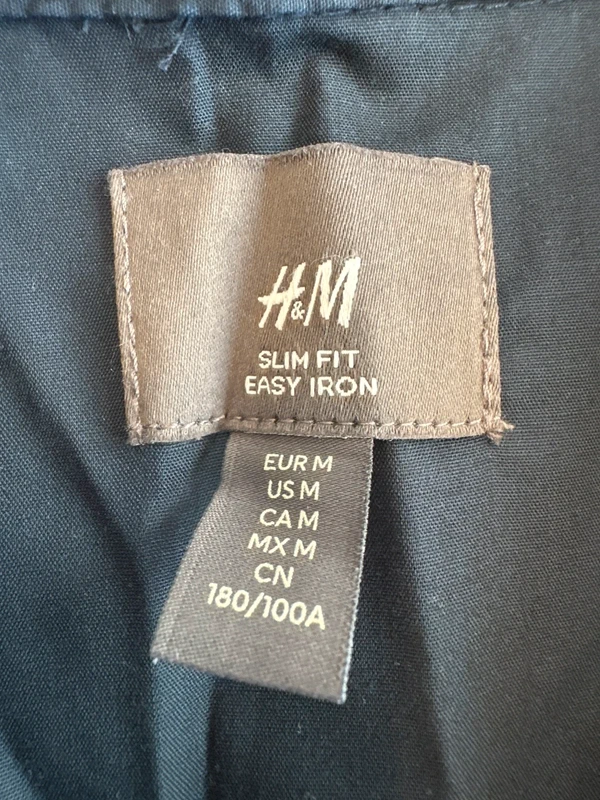 H&M
SLIM FIT
EASY IRON
EUR M
US M
CA M
MX M
CN
180/100A